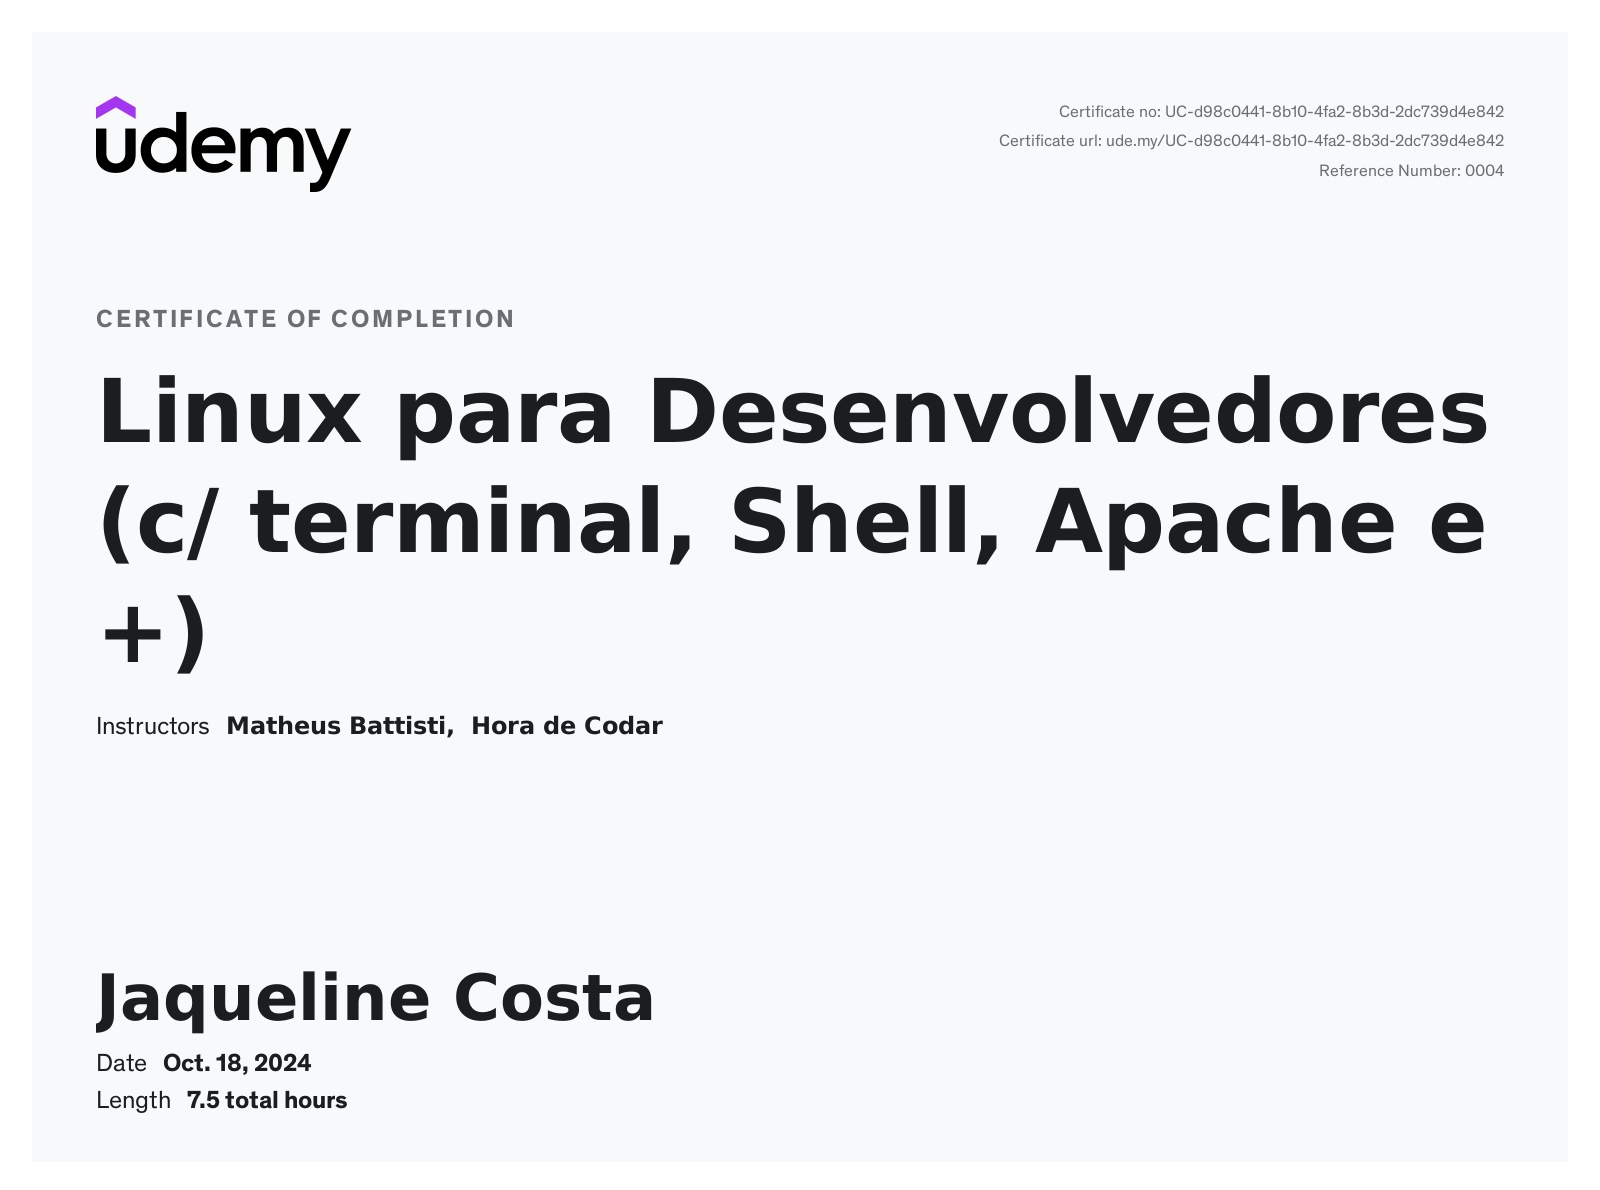 udemy
Certificate no: UC-d98c0441-8b10-4fa2-8b3d-2dc739d4e842
Certificate url: ude.my/UC-d98c0441-8b10-4fa2-8b3d-2dc739d4e842
Reference Number: 0004
CERTIFICATE OF COMPLETION
Linux para Desenvolvedores
(c/ terminal, Shell, Apache e
+)
Instructors Matheus Battisti, Hora de Codar
Jaqueline Costa
Date Oct. 18, 2024
Length 7.5 total hours